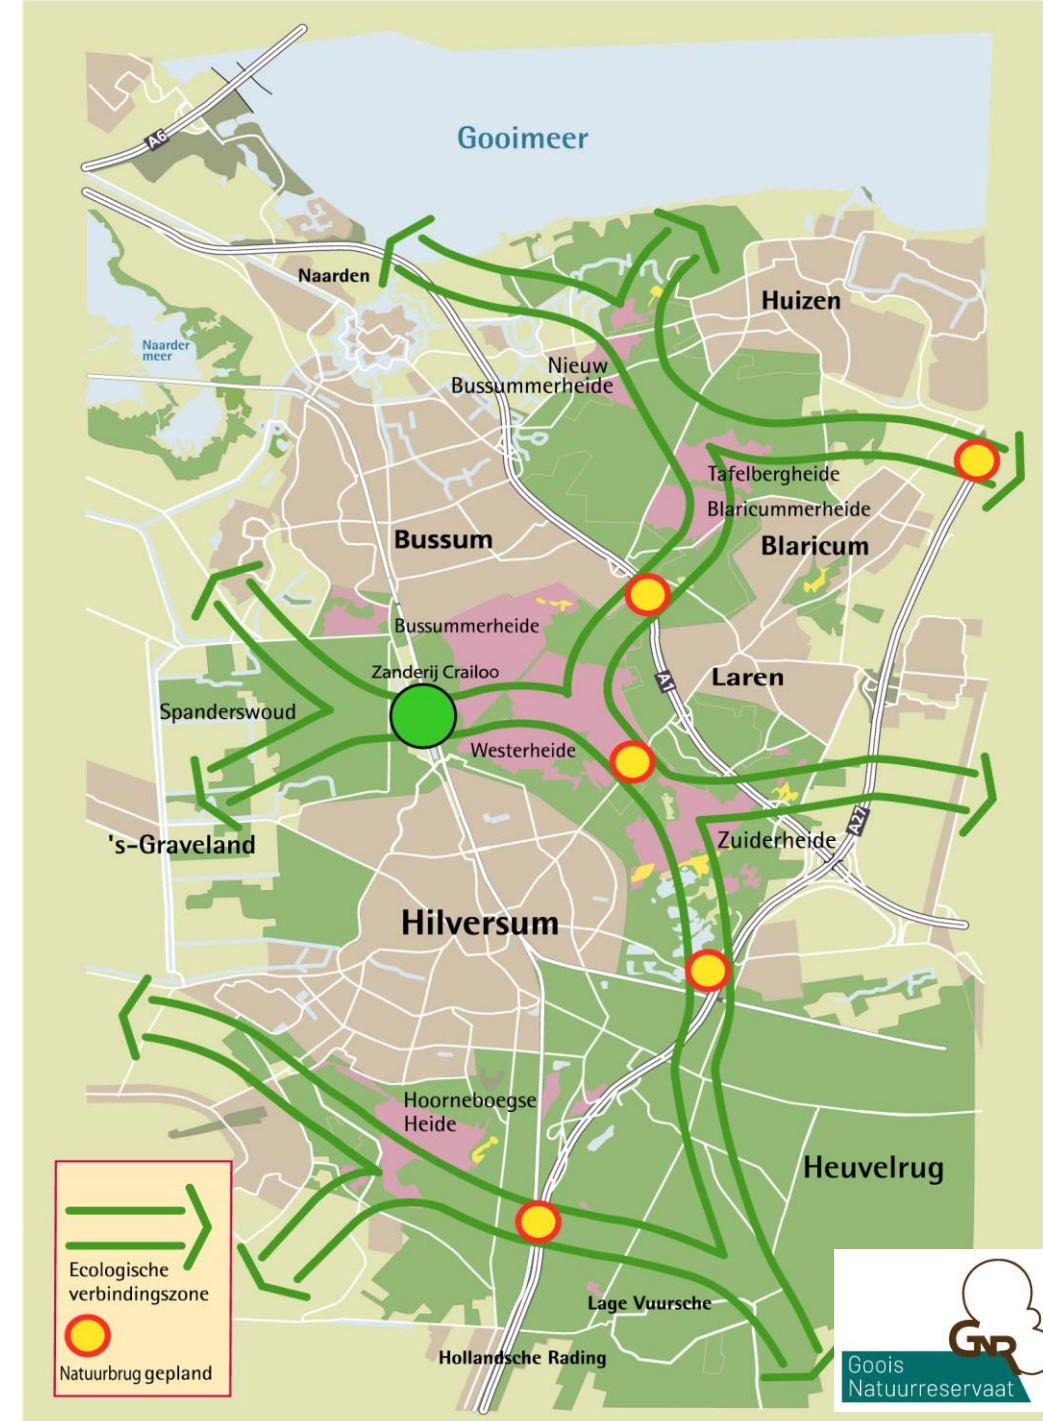 Gooimeer
A6
Naarden
Huizen
Naarder
meer
Nieuw
Bussummerheide
Tafelbergheide
Blaricummerheide
Bussum
Blaricum
Bussummerheide
Zanderij Crailoo
Laren
A1
Spanderswoud
Westerheide
A27
Zuiderheide
's-Graveland
Hilversum
Hoorneboegse
Heide
Heuvelrug
Ecologische
verbindingszone
Lage Vuursche
Hollandsche Rading
Natuurbrug gepland
GNR
Goois
Natuurreservaat